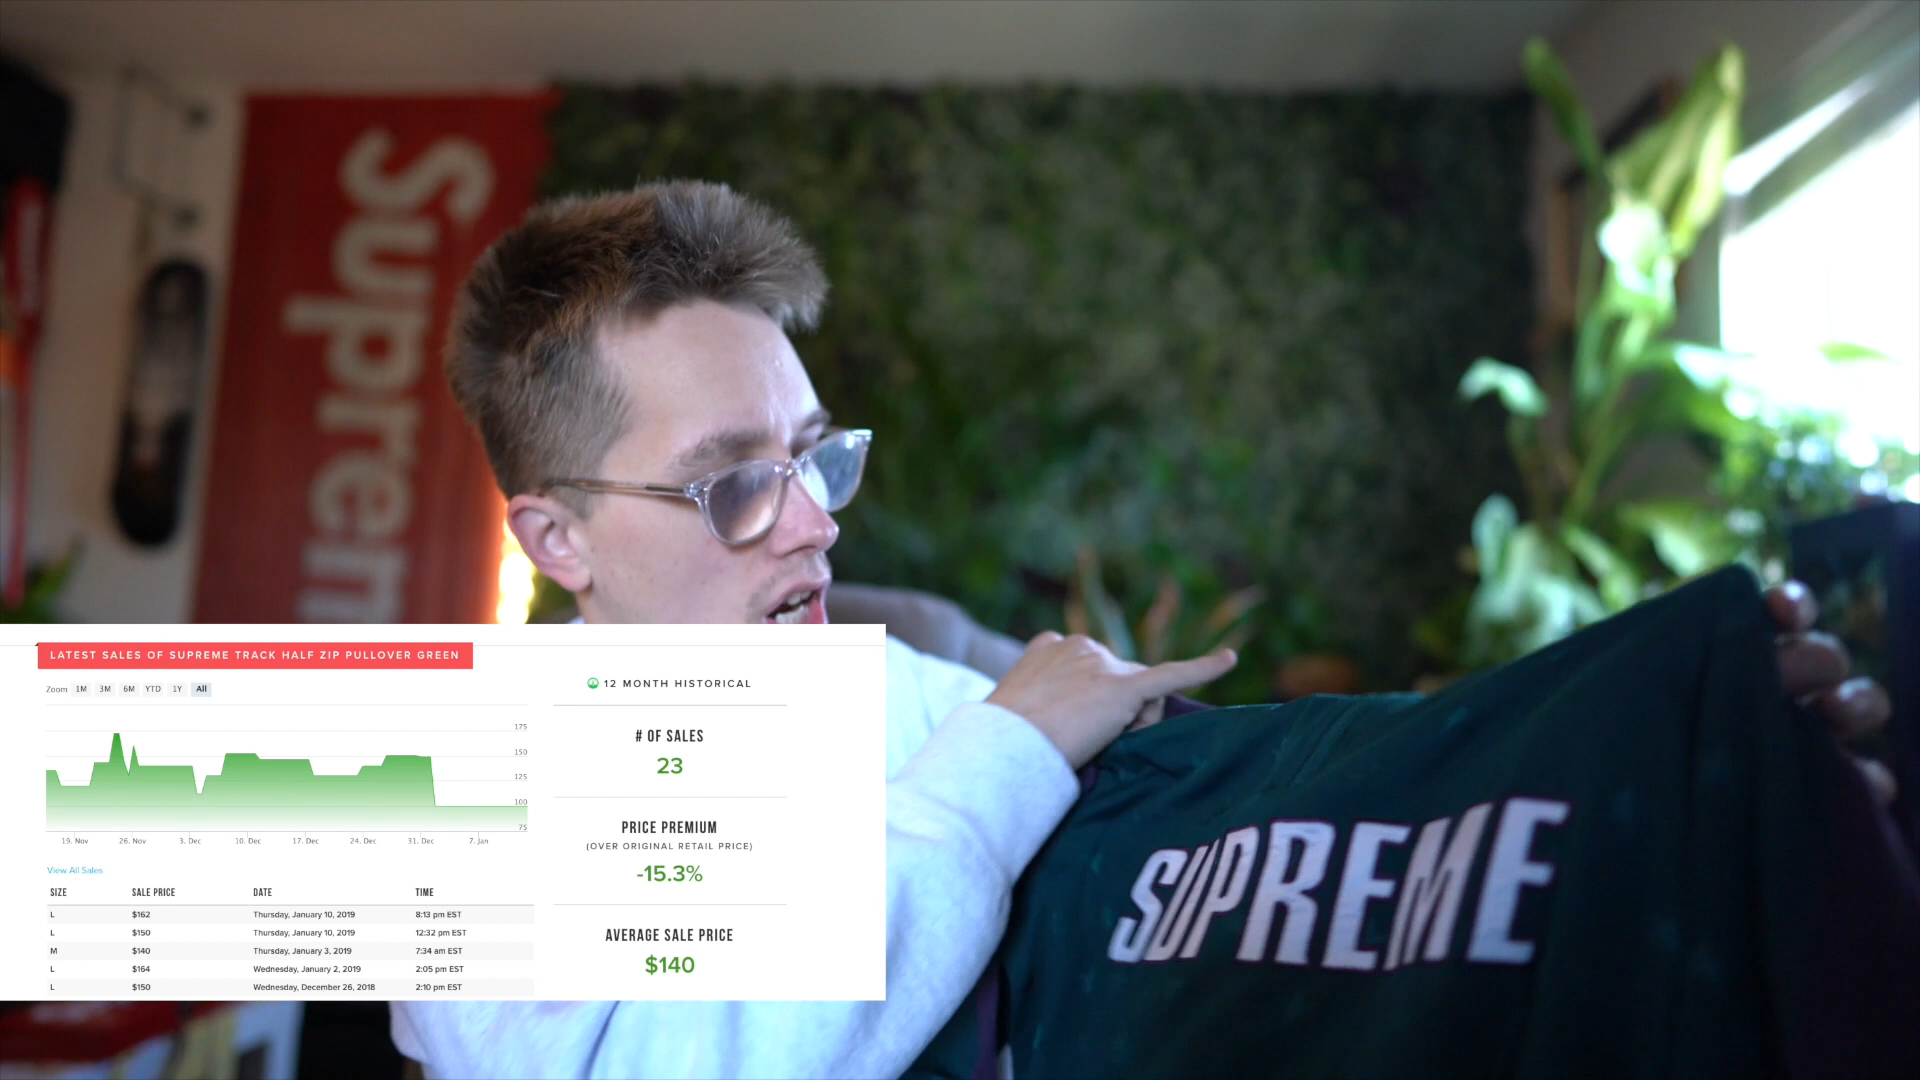 Suprem
LATEST SALES OF SUPREME TRACK HALF ZIP PULLOVER GREEN
Zoom 1M 3M 6M YTD 1Y All
175
150
125
100
75
19. Nov 26. Nov 3. Dec 10. Dec 17. Dec 24. Dec 31. Dec 7. Jan
View All Sales
SIZE SALE PRICE DATE TIME
L $162 Thursday, January 10, 2019 8:13 pm EST
L $150 Thursday, January 10, 2019 12:32 pm EST
M $140 Thursday, January 3, 2019 7:34 am EST
L $164 Wednesday, January 2, 2019 2:05 pm EST
L $150 Wednesday, December 26, 2018 2:10 pm EST
12 MONTH HISTORICAL
# OF SALES
23
PRICE PREMIUM
(OVER ORIGINAL RETAIL PRICE)
-15.3%
AVERAGE SALE PRICE
$140
SUPREME